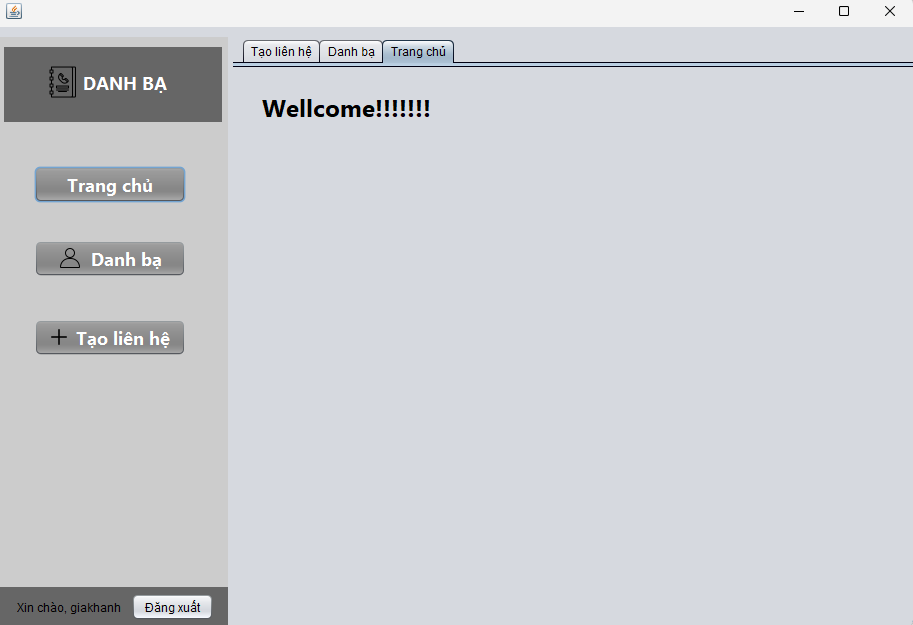 DANH BẠ
Trang chủ
Danh bạ
Tạo liên hệ
Xin chào, giakhanh
Đăng xuất
Tạo liên hệ
Danh bạ
Trang chủ
Wellcome!!!!!!!